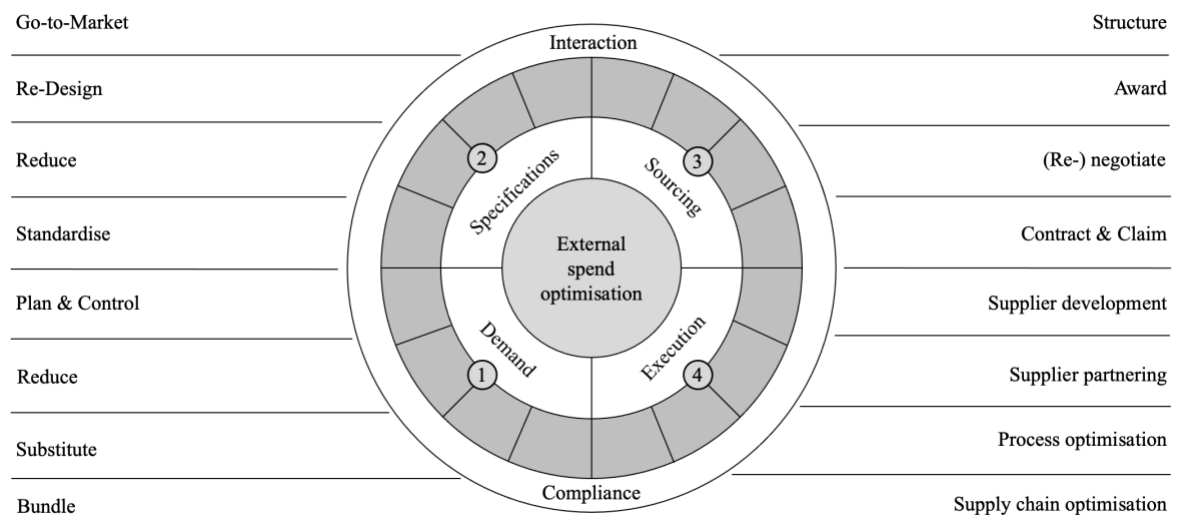 Go-to-Market
Re-Design
Reduce
Standardise
Plan & Control
Reduce
Substitute
Bundle
Interaction
2
Specifications
3
Sourcing
External
spend
optimisation
Demand
1
Execution
4
Compliance
Structure
Award
(Re-) negotiate
Contract & Claim
Supplier development
Supplier partnering
Process optimisation
Supply chain optimisation